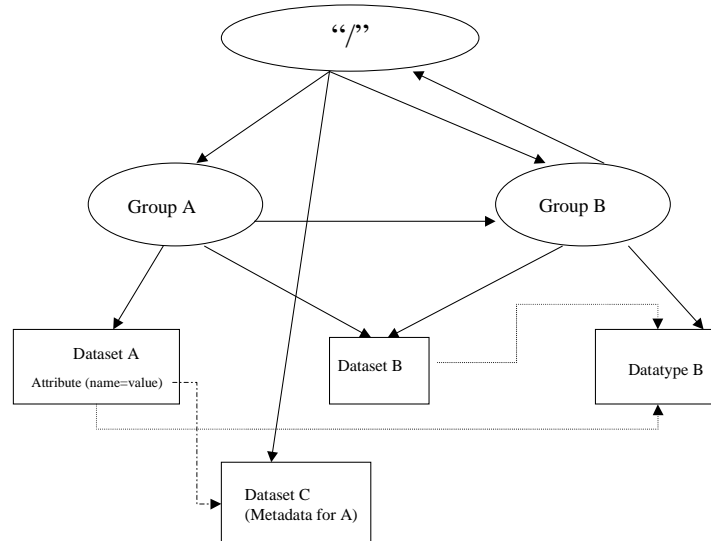 “/”
Group A
Group B
Dataset A
Attribute (name=value)
Dataset B
Datatype B
Dataset C
(Metadata for A)